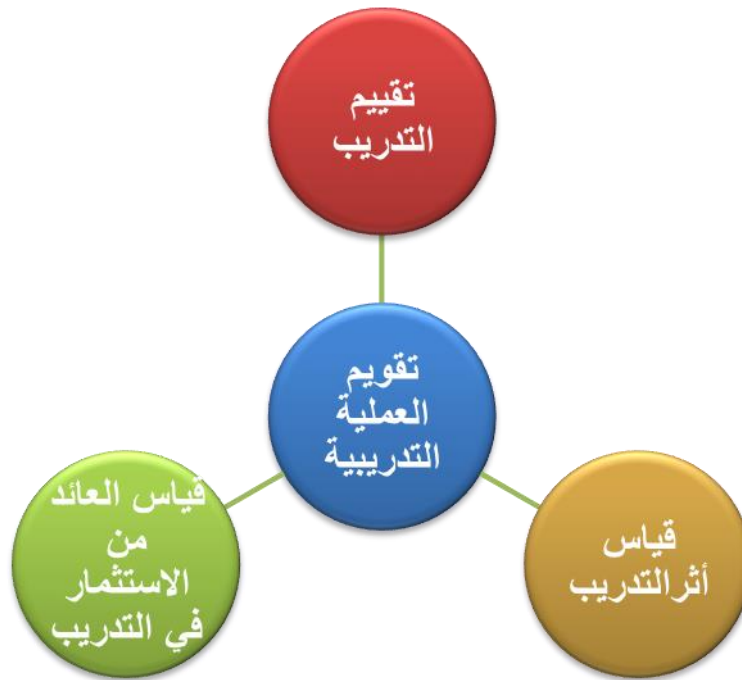 تقييم
التدريب
تقويم
العملية
التدريبية
قياس
أثرالتدريب
قياس العائد
من
الاستثمار
في التدريب